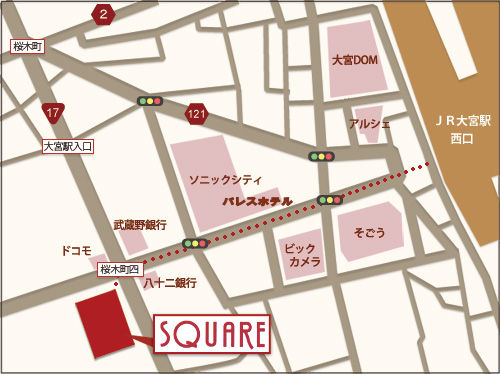 2
桜木町
大宮DOM
17
121
アルシェ
JR大宮駅
西口
大宮駅入口
ソニックシティ
パレスホテル
武蔵野銀行
そごう
ドコモ
ビック
カメラ
桜木町四
八十二銀行
SQUARE